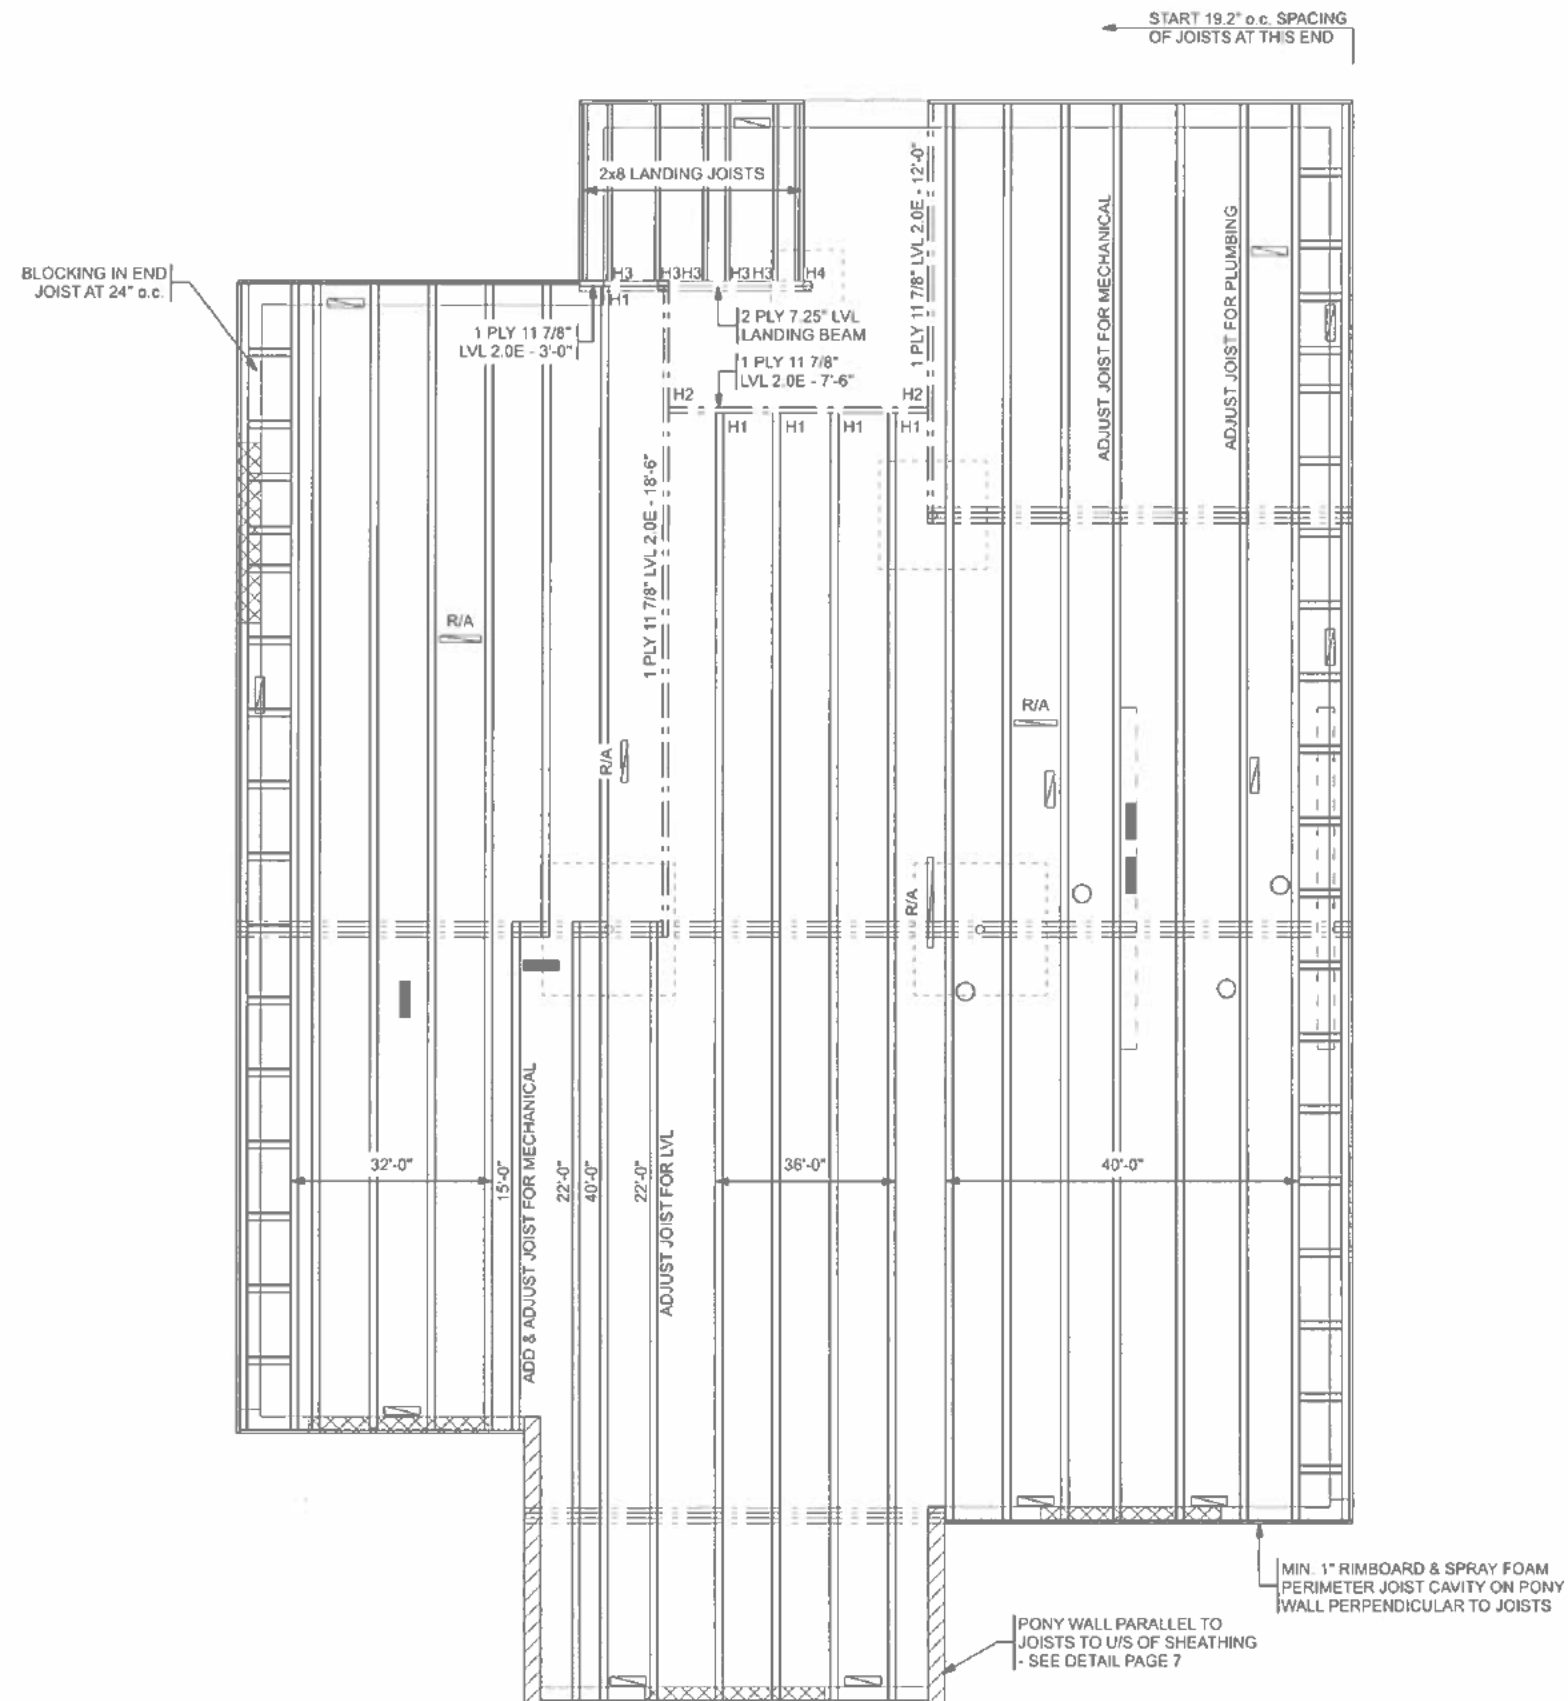 START 19.2" o.c. SPACING
OF JOISTS AT THIS END
2x8 LANDING JOISTS
1 PLY 11 7/8" LVL 2.0E - 12'-0"
ADJUST JOIST FOR MECHANICAL
ADJUST JOIST FOR PLUMBING
BLOCKING IN END
JOIST AT 24" o.c.
H3
H3
H3
H3
H3
H4
H1
1 PLY 11 7/8"
LVL 2.0E - 3'-0"
2 PLY 7.25" LVL
LANDING BEAM
1 PLY 11 7/8"
LVL 2.0E - 7'-6"
H2
H2
H1
H1
H1
H1
1 PLY 11 7/8" LVL 2.0E - 18'-6"
R/A
R/A
R/A
R/A
ADD & ADJUST JOIST FOR MECHANICAL
ADJUST JOIST FOR LVL
32'-0"
15'-0"
22'-0"
40'-0"
22'-0"
36'-0"
40'-0"
MIN. 1" RIMBOARD & SPRAY FOAM
PERIMETER JOIST CAVITY ON PONY
WALL PERPENDICULAR TO JOISTS
PONY WALL PARALLEL TO
JOISTS TO U/S OF SHEATHING
- SEE DETAIL PAGE 7